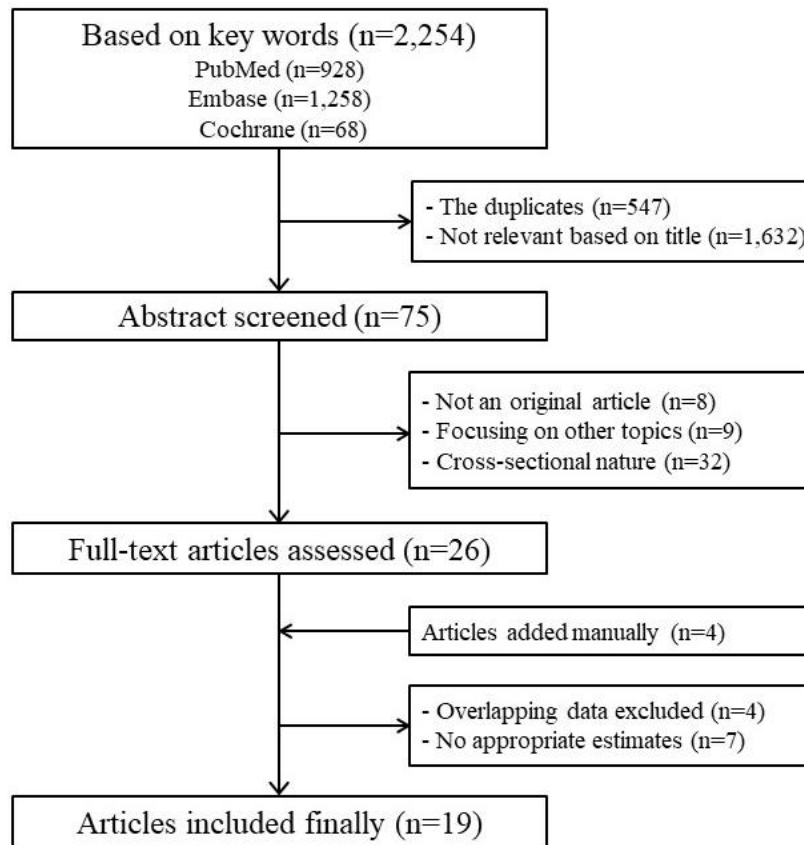 Based on key words (n=2,254)
PubMed (n=928)
Embase (n=1,258)
Cochrane (n=68)
- The duplicates (n=547)
- Not relevant based on title (n=1,632)
Abstract screened (n=75)
- Not an original article (n=8)
- Focusing on other topics (n=9)
- Cross-sectional nature (n=32)
Full-text articles assessed (n=26)
Articles added manually (n=4)
- Overlapping data excluded (n=4)
- No appropriate estimates (n=7)
Articles included finally (n=19)